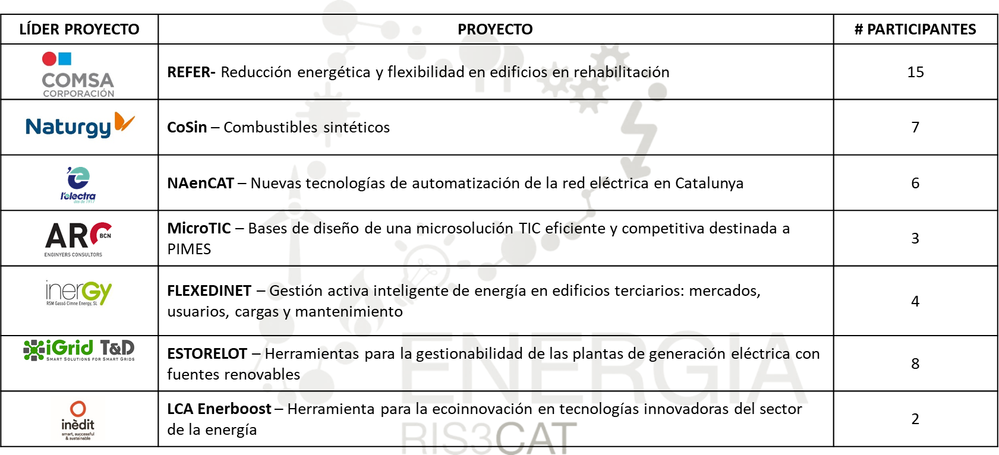 LÍDER PROYECTO
PROYECTO
# PARTICIPANTES
COMSA
CORPORACIÓN
REFER- Reducción energética y flexibilidad en edificios en rehabilitación
15
Naturgy
CoSin – Combustibles sintéticos
7
'e
l'electra
des de 1917
NAenCAT – Nuevas tecnologías de automatización de la red eléctrica en Catalunya
6
ARC
BCN
ENGINYERS CONSULTORS
MicroTIC – Bases de diseño de una microsolución TIC eficiente y competitiva destinada a
PIMES
3
inerGy
RSM Gassó Cimne Energy, SL
FLEXEDINET – Gestión activa inteligente de energía en edificios terciarios: mercados,
usuarios, cargas y mantenimiento
4
iGrid T&D
SMART SOLUTIONS FOR SMART GRIDS
ESTORELOT – Herramientas para la gestionabilidad de las plantas de generación eléctrica con
fuentes renovables
8
inèdit
smart, successful
& sustainable
LCA Enerboost – Herramienta para la ecoinnovación en tecnologías innovadoras del sector
de la energía
2
ENERGIA
RIS3CAT